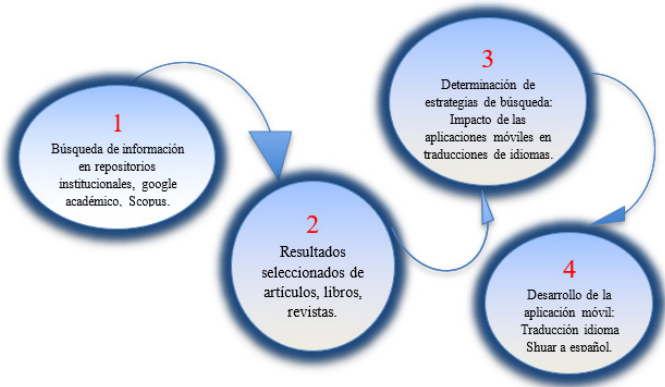 1
Búsqueda de información
en repositorios
institucionales, google
académico, Scopus.
2
Resultados
seleccionados de
artículos, libros,
revistas.
3
Determinación de
estrategias de búsqueda:
Impacto de las
aplicaciones móviles en
traducciones de idiomas.
4
Desarrollo de la
aplicación móvil:
Traducción idioma
Shuar a español.